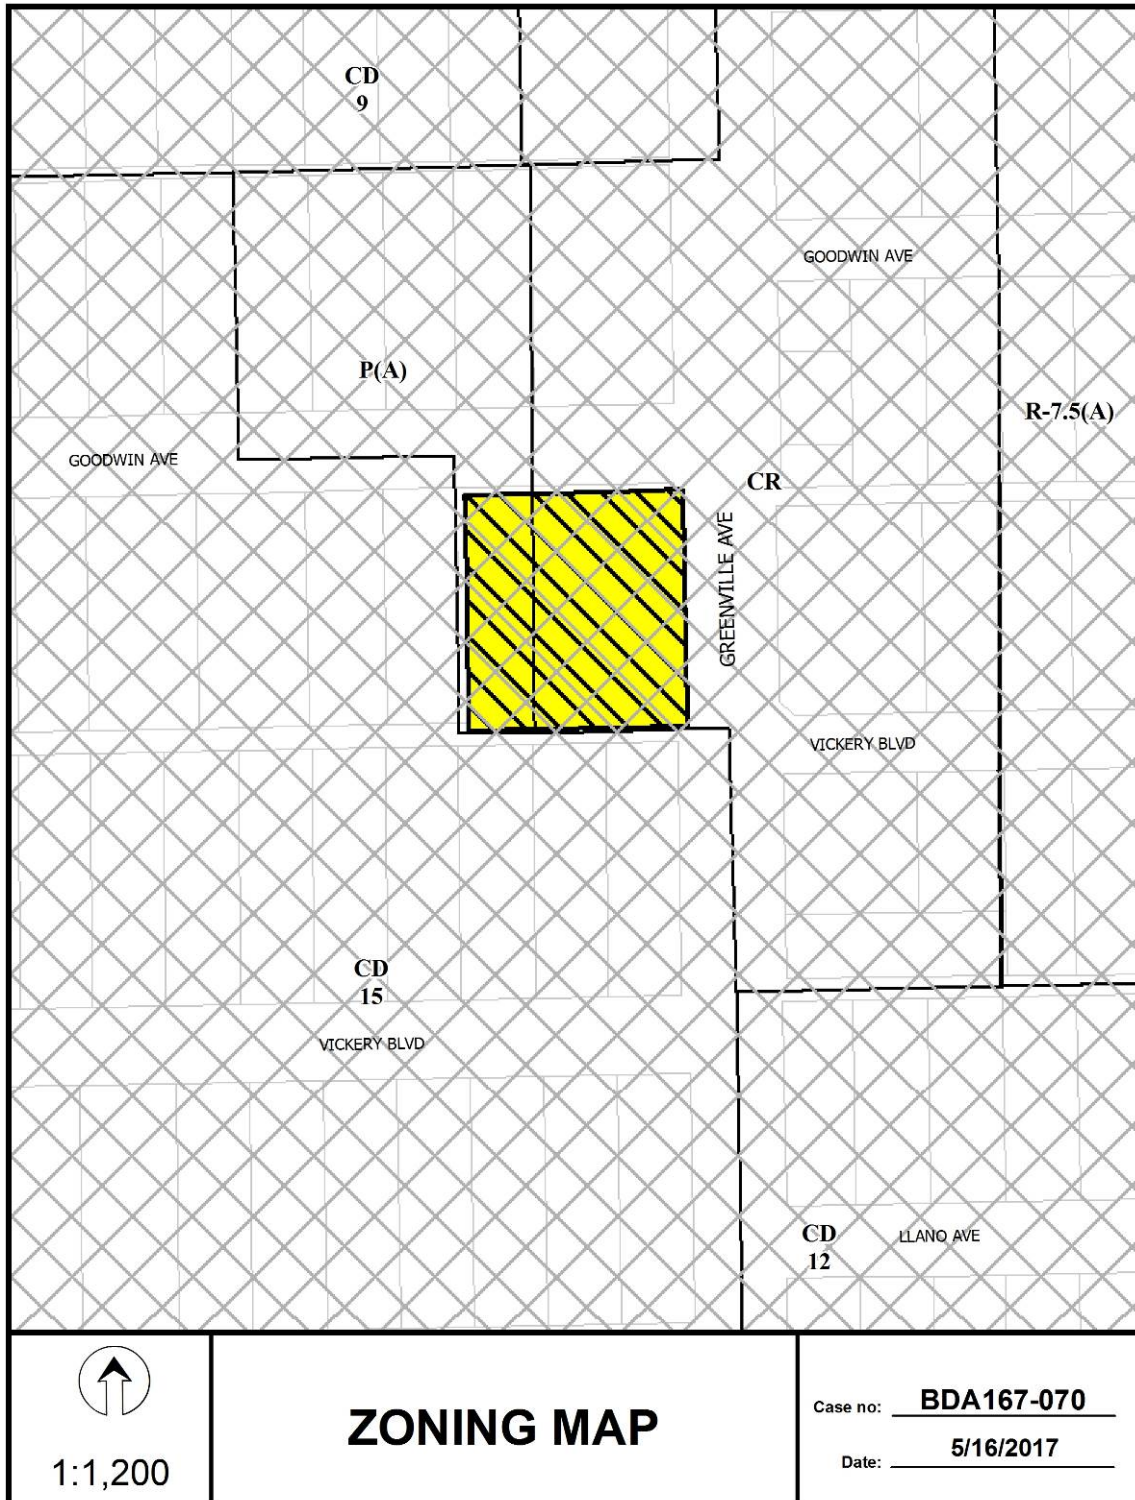 CD
9
GOODWIN AVE
P(A)
R-7.5(A)
GOODWIN AVE
CR
GREENVILLE AVE
VICKERY BLVD
CD
15
VICKERY BLVD
CD
12
LLANO AVE
1:1,200
ZONING MAP
Case no: BDA167-070
Date: 5/16/2017